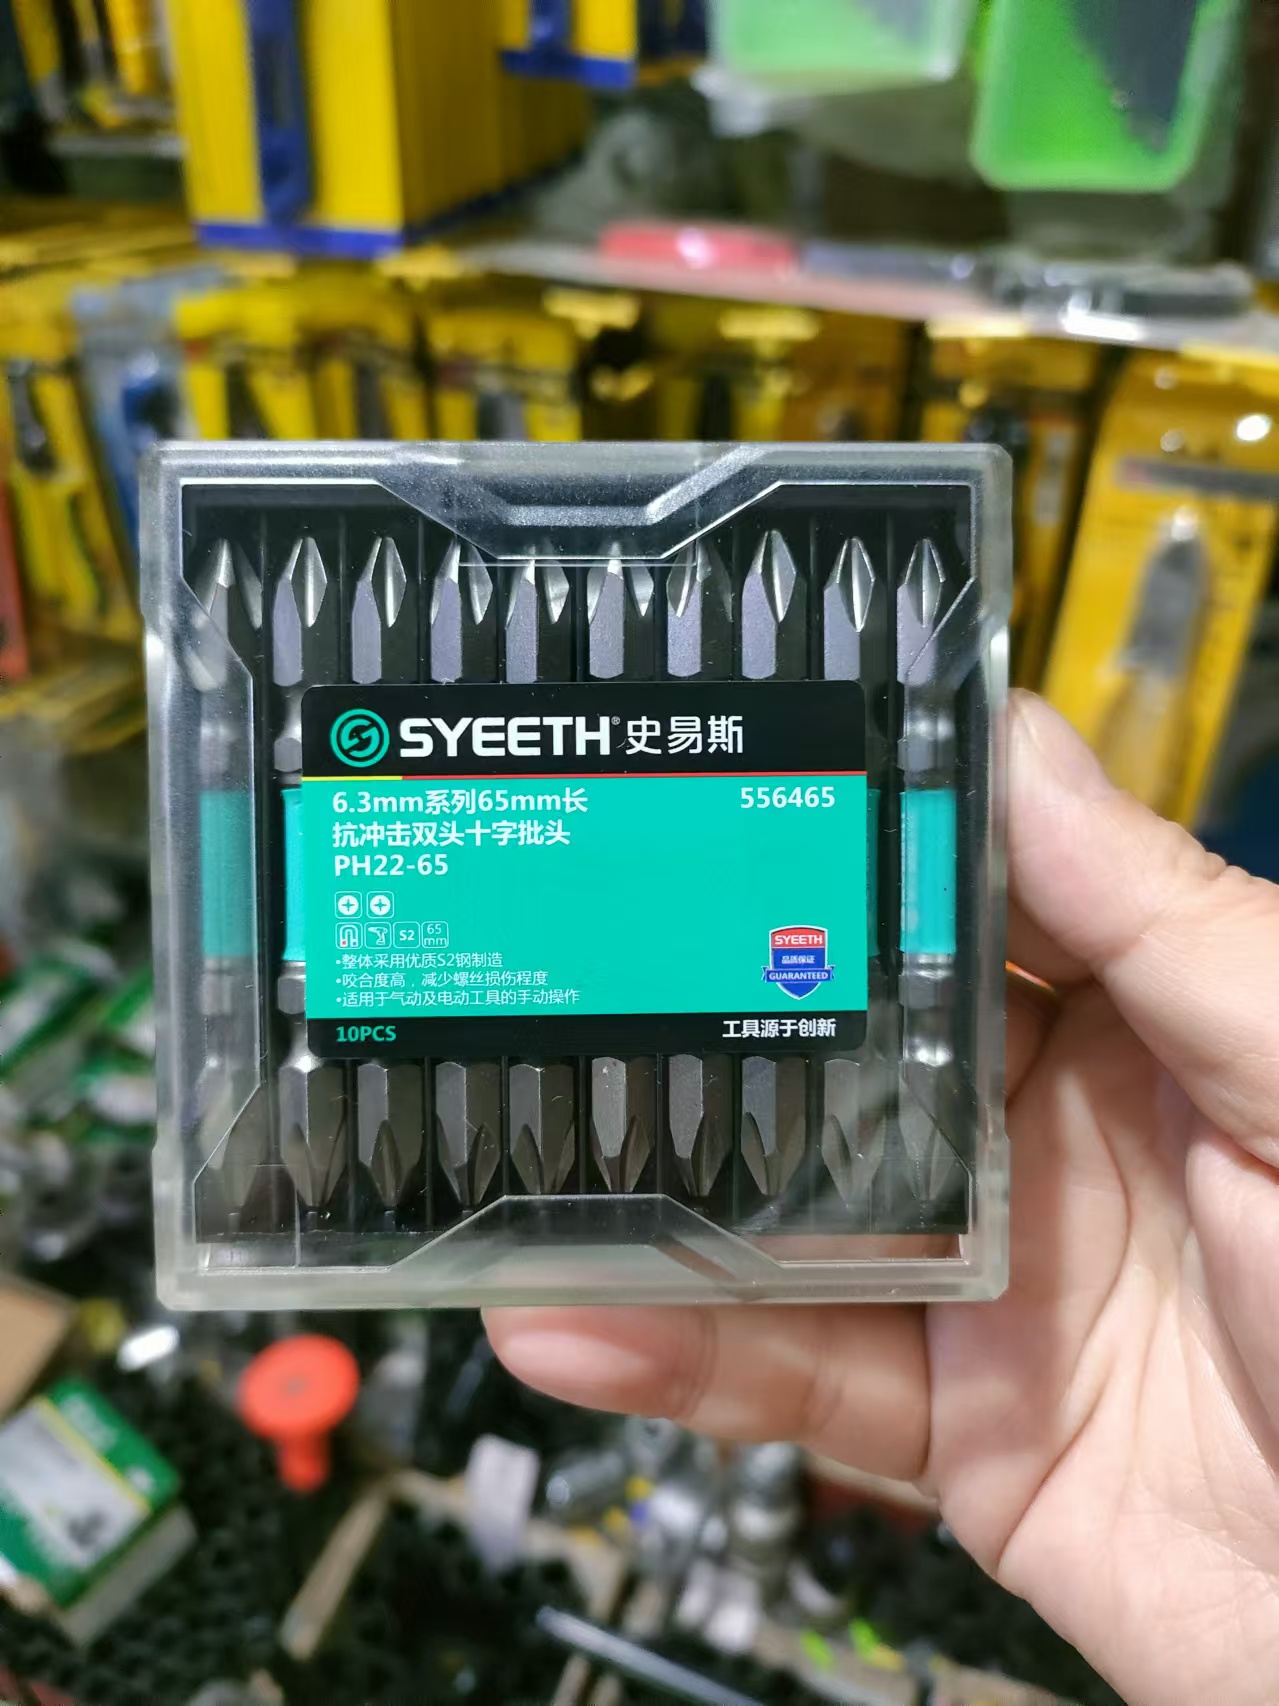 SYEETH® 史易斯
6.3mm系列65mm长
556465
抗冲击双头十字批头
PH22-65
S2
65
mm
•整体采用优质S2钢制造
•咬合度高，减少螺丝损伤程度
•适用于气动及电动工具的手动操作
SYEETH
品质保证
GUARANTEED
10PCS
工具源于创新